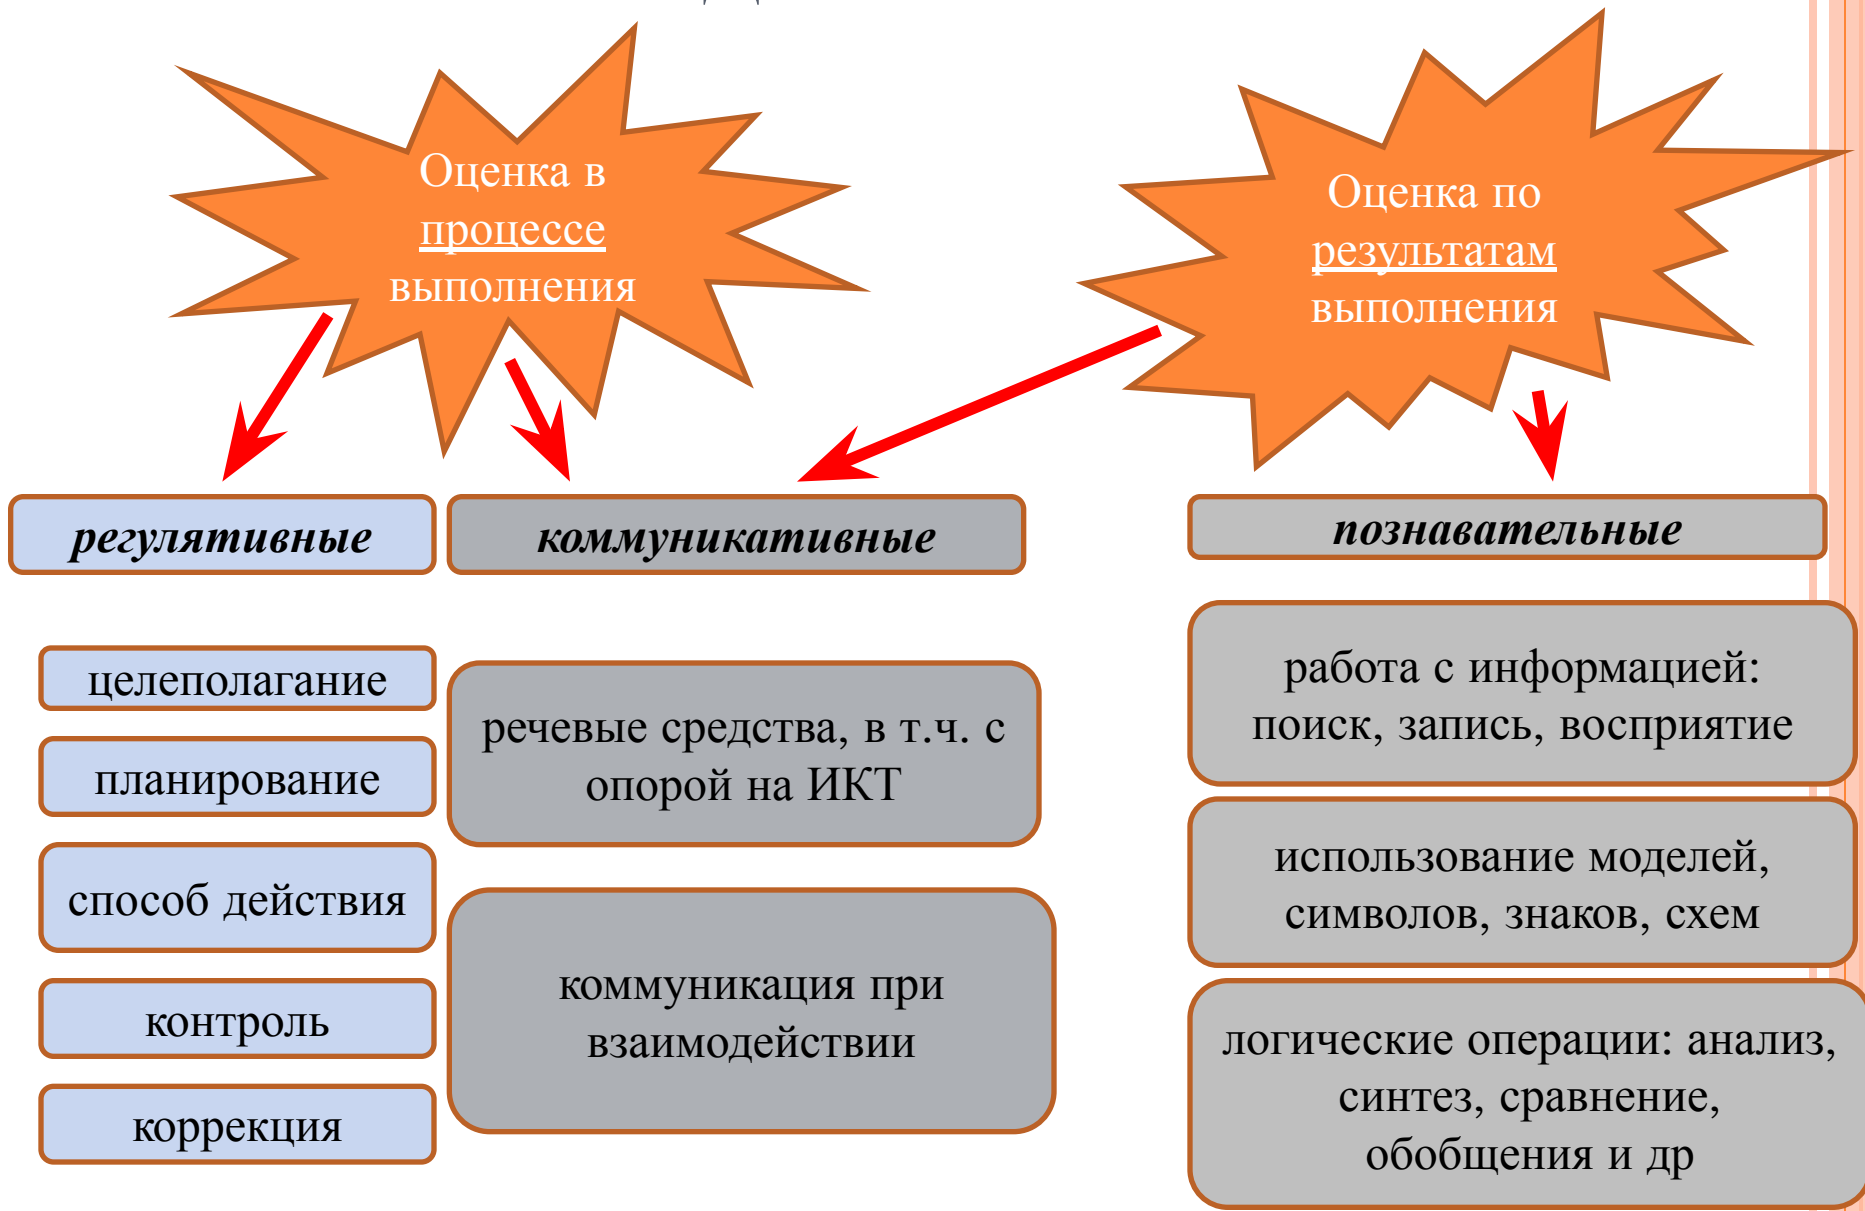 Оценка в
процессе
выполнения
Оценка по
результатам
выполнения
регулятивные
коммуникативные
познавательные
целеполагание
планирование
способ действия
контроль
коррекция
речевые средства, в т.ч. с
опорой на ИКТ
коммуникация при
взаимодействии
работа с информацией:
поиск, запись, восприятие
использование моделей,
символов, знаков, схем
логические операции: анализ,
синтез, сравнение,
обобщения и др